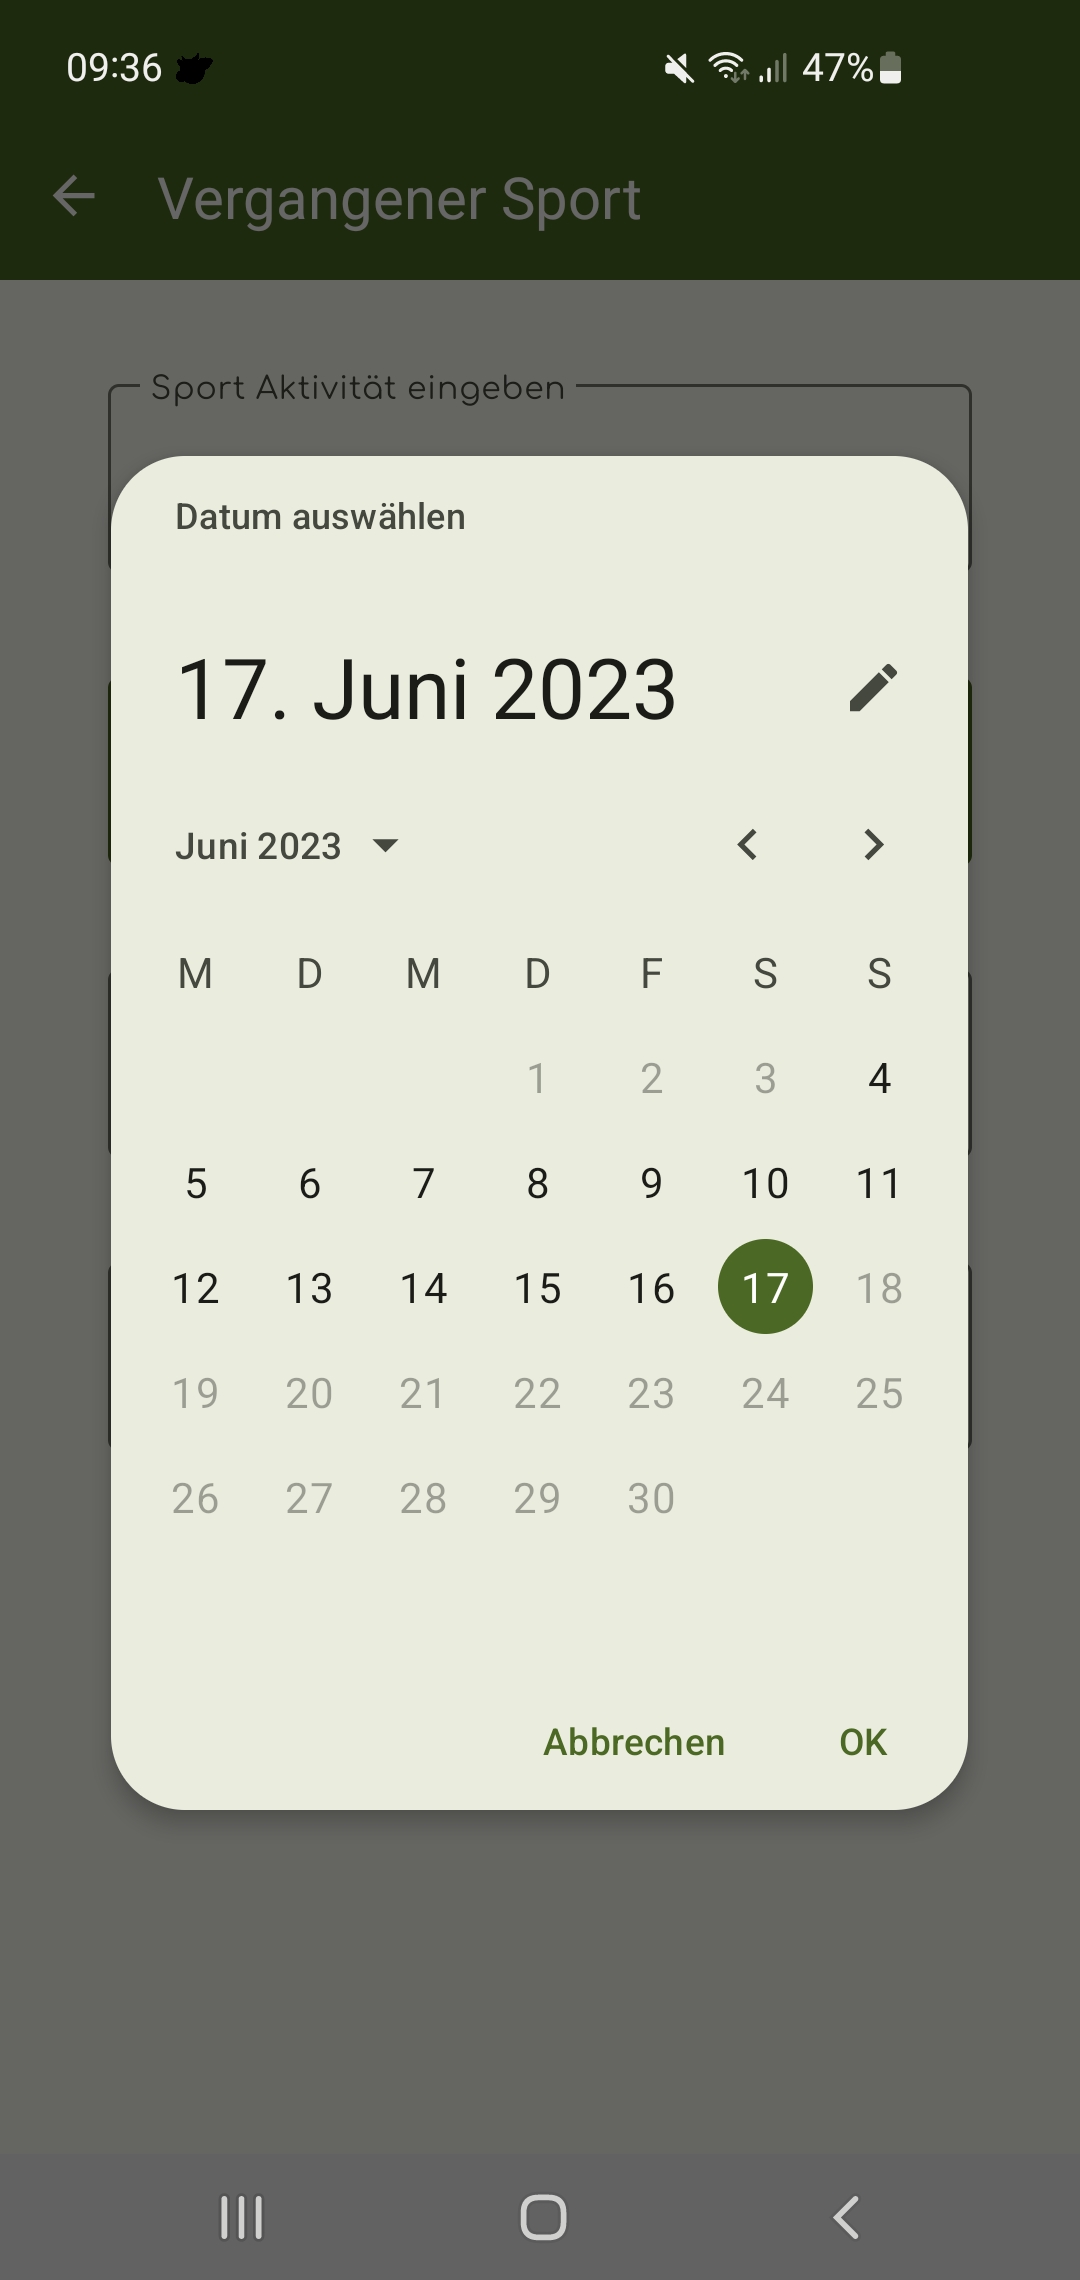 09:36 47%
Vergangener Sport
Sport Aktivität eingeben
Datum auswählen
17. Juni 2023
Juni 2023
M D M D F S S
1 2 3 4
5 6 7 8 9 10 11
12 13 14 15 16 17 18
19 20 21 22 23 24 25
26 27 28 29 30
Abbrechen OK